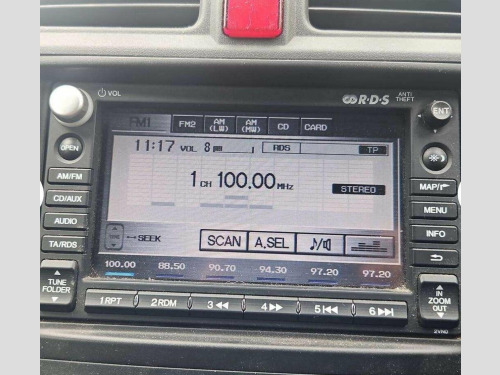 VOL
R·D·S
ANTI THEFT
ENT
OPEN
FM1 FM2 AM (LW) AM (MW) CD CARD
11:17 VOL 8 RDS TP
1 CH 100.00 MHz
STEREO
SEEK SCAN A.SEL
100.00 88.50 90.70 94.30 97.20 97.20
AM/FM
CD/AUX
AUDIO
TA/RDS
TUNE FOLDER
1 RPT 2 RDM 3 4 5 6
MAP/
MENU
INFO
IN
ZOOM
OUT
2VN0